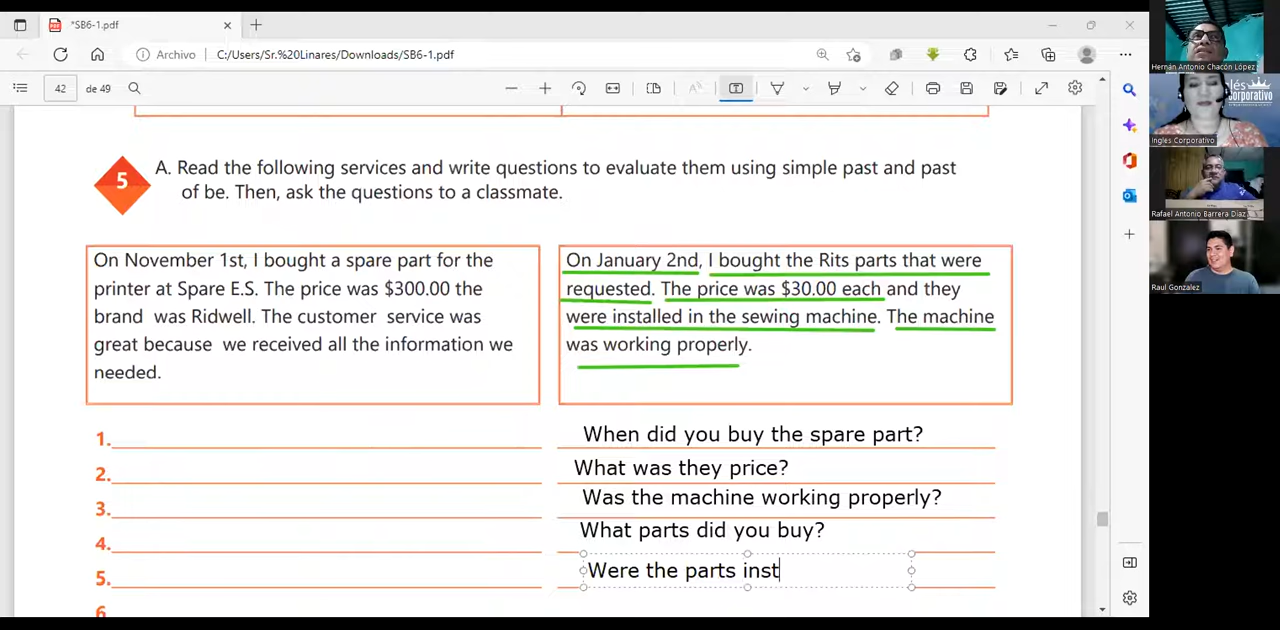 *SB6-1.pdf
Archivo
C:/Users/Sr.%20Linares/Downloads/SB6-1.pdf
42
de 49
5
A. Read the following services and write questions to evaluate them using simple past and past
of be. Then, ask the questions to a classmate.
On November 1st, I bought a spare part for the
printer at Spare E.S. The price was $300.00 the
brand was Ridwell. The customer service was
great because we received all the information we
needed.
On January 2nd, I bought the Rits parts that were
requested. The price was $30.00 each and they
were installed in the sewing machine. The machine
was working properly.
1.
2.
3.
4.
5.
6
When did you buy the spare part?
What was they price?
Was the machine working properly?
What parts did you buy?
Were the parts inst
Hernán Antonio Chacón López
lés
Corporativo
Ingles Corporativo
Rafael Antonio Barrera Diaz
Raul Gonzalez